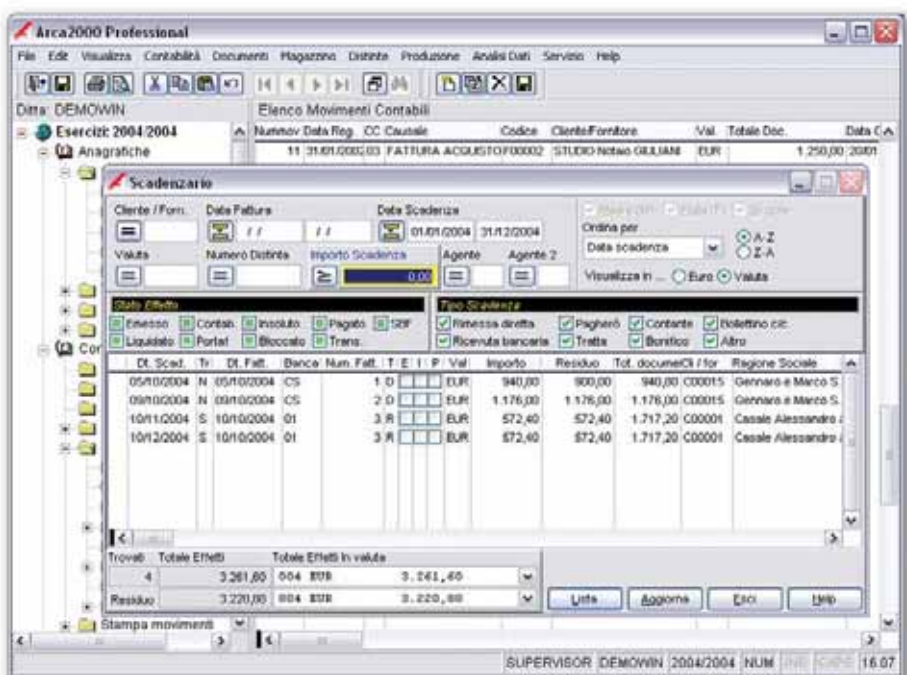 Arca2000 Professional
File Edit Visualizza Contabilità Documenti Magazzino Distinte Produzione Analisi Dati Servizio Help
Ditta: DEMOWIN Elenco Movimenti Contabili
Esercizi: 2004/2004 Nummov Data Reg. CC Causale Codice Cliente/Fornitore Val. Totale Doc.
Anagrafiche 11 31/01/2002 03 FATTURA ACQUISTO F00002 STUDIO Notaio GIULIANI EUR 1.250,00
Scadenzario
Cliente / Forn. Data Fattura Data Scadenza
= / / / / 01/01/2004 31/12/2004 Ordina per
Data scadenza A-Z
Z-A
Valuta Numero Distinta Importo Scadenza Agente Agente 2
= = ≥ 0,00 = = Visualizza in ... Euro Valuta
Stato Effetto Tipo Scadenza
Emesso Contab. Insoluto Pagato SBF Rimessa diretta Pagherò Contante Bollettino c/c
Liquidato Portaf. Bloccato Trans. Ricevuta bancaria Tratta Bonifico Altro
Dt. Scad. Tr Dt. Fatt. Banca Num. Fatt. T E I P Val Importo Residuo Tot. documen Cli / for Ragione Sociale
05/10/2004 N 05/10/2004 CS 1 D EUR 940,00 900,00 940,00 C00015 Gennaro e Marco S.
09/10/2004 N 09/10/2004 CS 2 D EUR 1.176,00 1.176,00 1.176,00 C00015 Gennaro e Marco S.
10/11/2004 S 10/10/2004 01 3 R EUR 572,40 572,40 1.717,20 C00001 Casale Alessandro
10/12/2004 S 10/10/2004 01 3 R EUR 572,40 572,40 1.717,20 C00001 Casale Alessandro
Trovati Totale Effetti Totale Effetti in valuta
4 3.261,60 004 EUR 3.261,60
Residuo 3.220,80 004 EUR 3.220,80
Lista Aggiorna Esci Help
Stampa movimenti
SUPERVISOR DEMOWIN 2004/2004 NUM 16.07